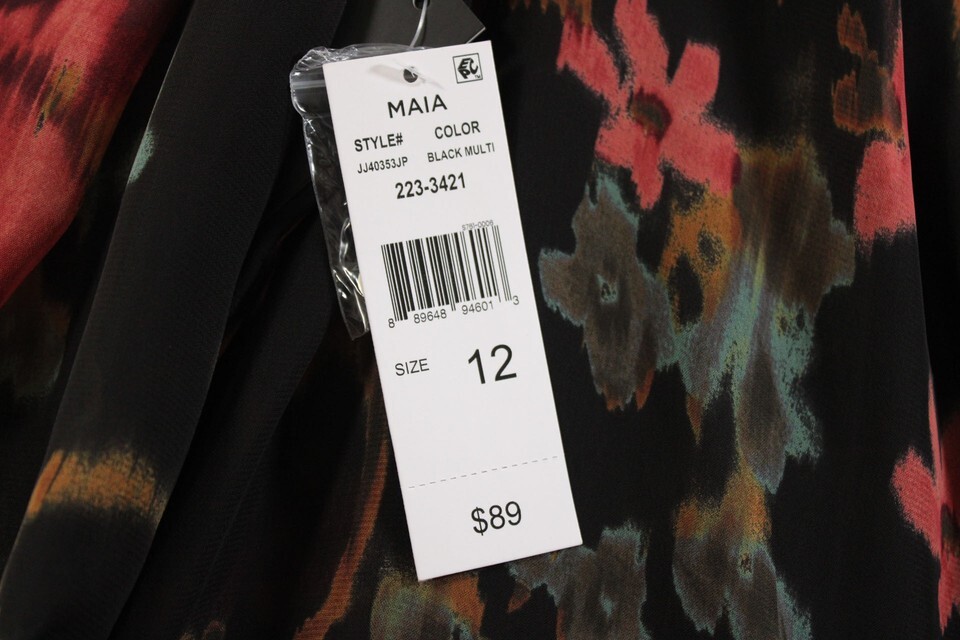 MAIA
STYLE# COLOR
JJ40353JP BLACK MULTI
223-3421
8 89648 94601 3
SIZE 12
$89